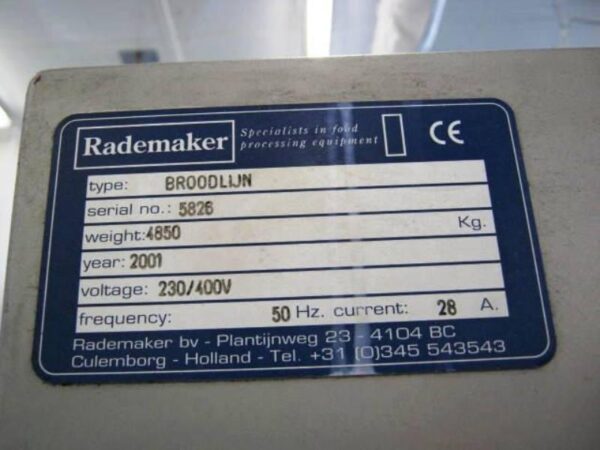 Rademaker
Specialists in food
processing equipment
CE
type: BROODLIJN
serial no.: 5826
weight: 4850 Kg.
year: 2001
voltage: 230/400V
frequency: 50 Hz. current: 28 A.
Rademaker bv - Plantijnweg 23 - 4104 BC
Culemborg - Holland - Tel. +31 (0)345 543543